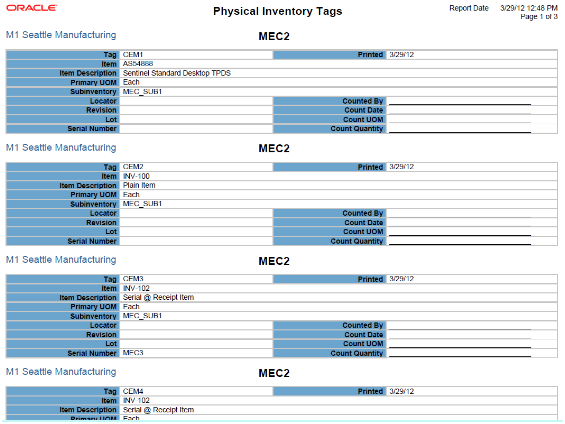 ORACLE
Physical Inventory Tags
Report Date 3/29/12 12:48 PM
Page 1 of 3
M1 Seattle Manufacturing MEC2
Tag CEM1 Printed 3/29/12
Item AS54888
Item Description Sentinel Standard Desktop TPDS
Primary UOM Each
Subinventory MEC_SUB1
Locator Counted By
Revision Count Date
Lot Count UOM
Serial Number Count Quantity
M1 Seattle Manufacturing MEC2
Tag CEM2 Printed 3/29/12
Item INV-100
Item Description Plain Item
Primary UOM Each
Subinventory MEC_SUB1
Locator Counted By
Revision Count Date
Lot Count UOM
Serial Number Count Quantity
M1 Seattle Manufacturing MEC2
Tag CEM3 Printed 3/29/12
Item INV-102
Item Description Serial @ Receipt Item
Primary UOM Each
Subinventory MEC_SUB1
Locator Counted By
Revision Count Date
Lot Count UOM
Serial Number MEC3 Count Quantity
M1 Seattle Manufacturing MEC2
Tag CEM4 Printed 3/29/12
Item INV-102
Item Description Serial @ Receipt Item
Primary UOM Each